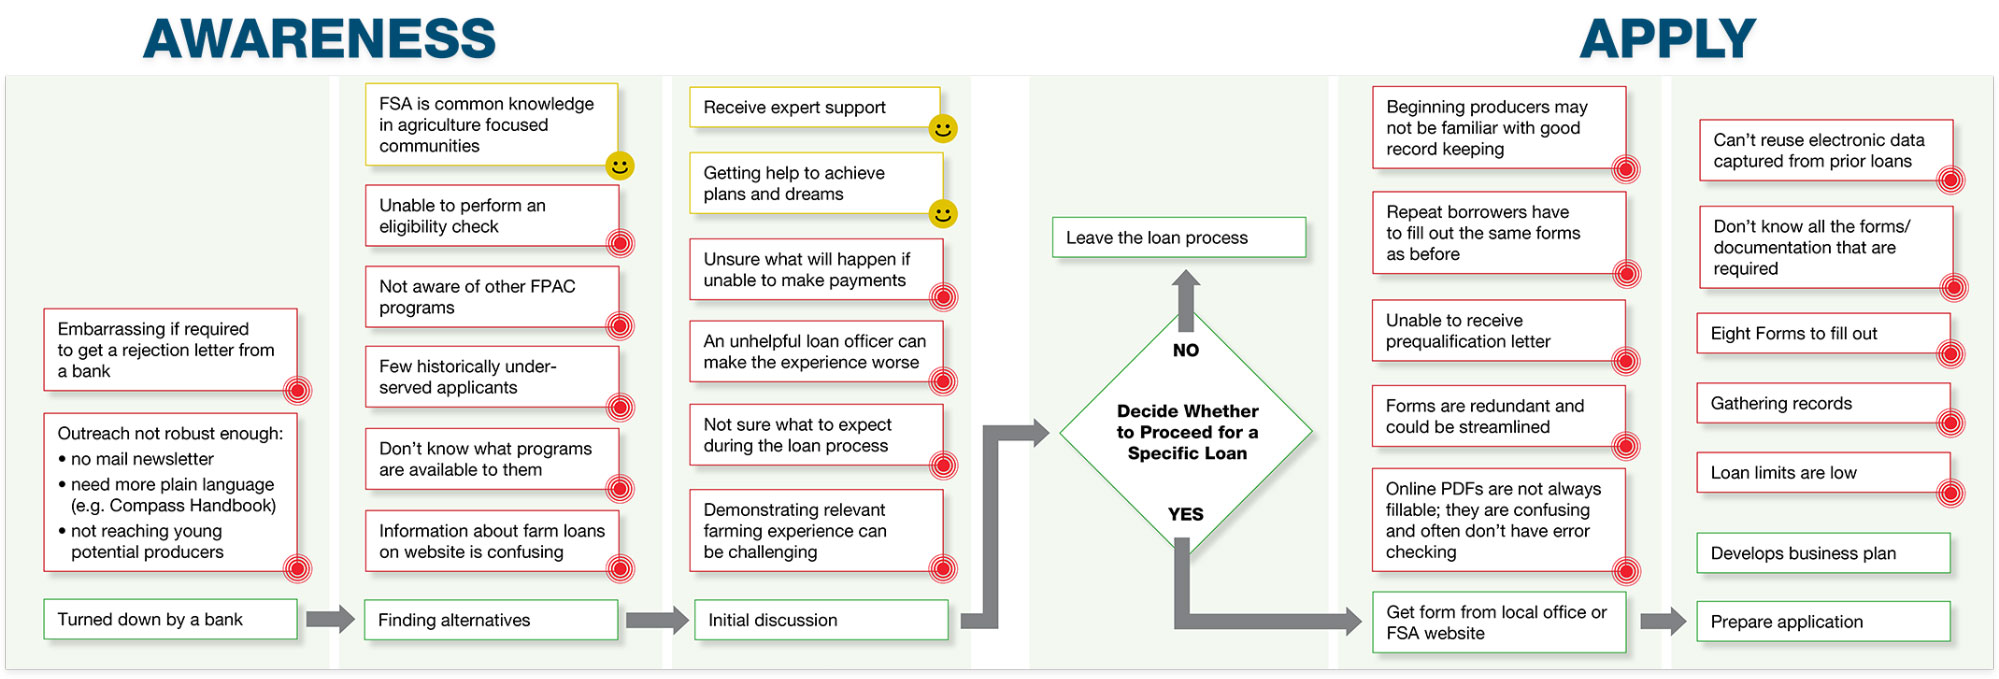 AWARENESS
APPLY
Embarrassing if required
to get a rejection letter from
a bank
Outreach not robust enough:
• no mail newsletter
• need more plain language
(e.g. Compass Handbook)
• not reaching young
potential producers
Turned down by a bank
FSA is common knowledge
in agriculture focused
communities
Unable to perform an
eligibility check
Not aware of other FPAC
programs
Few historically under-
served applicants
Don’t know what programs
are available to them
Information about farm loans
on website is confusing
Finding alternatives
Receive expert support
Getting help to achieve
plans and dreams
Unsure what will happen if
unable to make payments
An unhelpful loan officer can
make the experience worse
Not sure what to expect
during the loan process
Demonstrating relevant
farming experience can
be challenging
Initial discussion
Leave the loan process
NO
Decide Whether
to Proceed for a
Specific Loan
YES
Beginning producers may
not be familiar with good
record keeping
Repeat borrowers have
to fill out the same forms
as before
Unable to receive
prequalification letter
Forms are redundant and
could be streamlined
Online PDFs are not always
fillable; they are confusing
and often don’t have error
checking
Get form from local office or
FSA website
Can’t reuse electronic data
captured from prior loans
Don’t know all the forms/
documentation that are
required
Eight Forms to fill out
Gathering records
Loan limits are low
Develops business plan
Prepare application